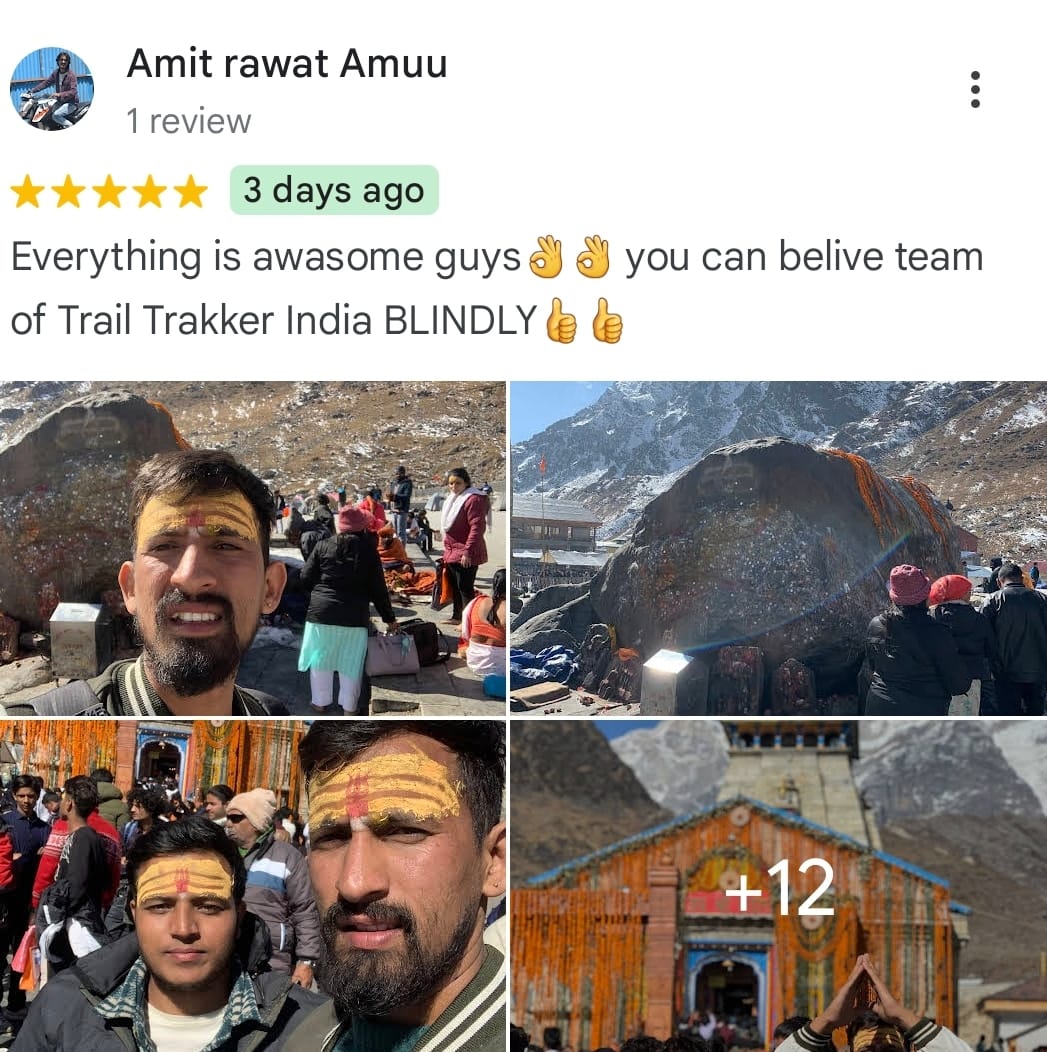 Amit rawat Amuu
1 review
3 days ago
Everything is awasome guys👌👌 you can belive team
of Trail Trakker India BLINDLY👍👍
+12